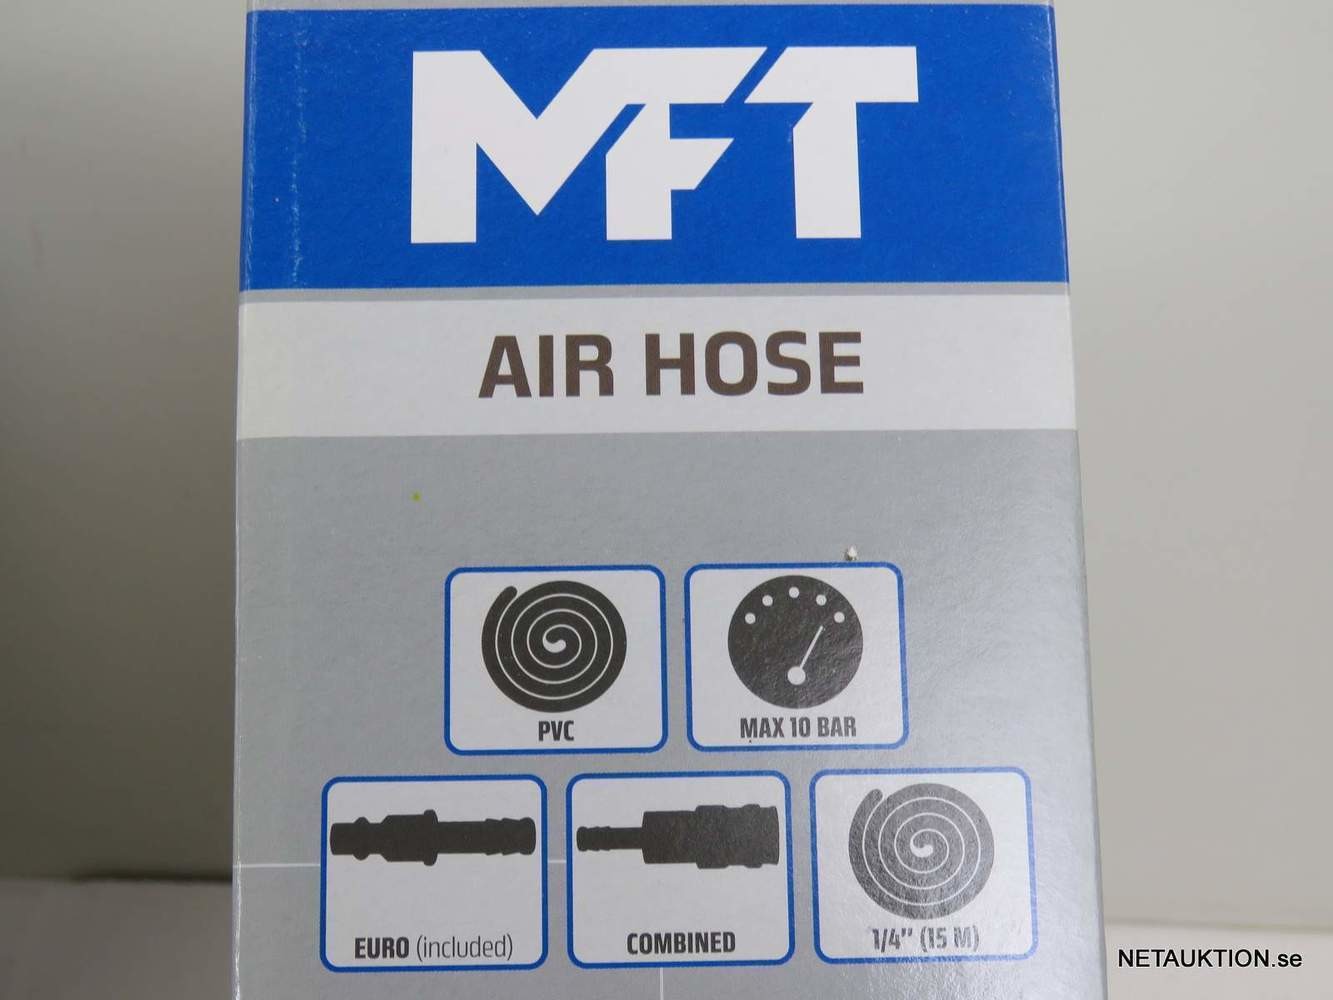 MFT
AIR HOSE
PVC
MAX 10 BAR
EURO (included)
COMBINED
1/4" (15 M)
NETAUKTION.se